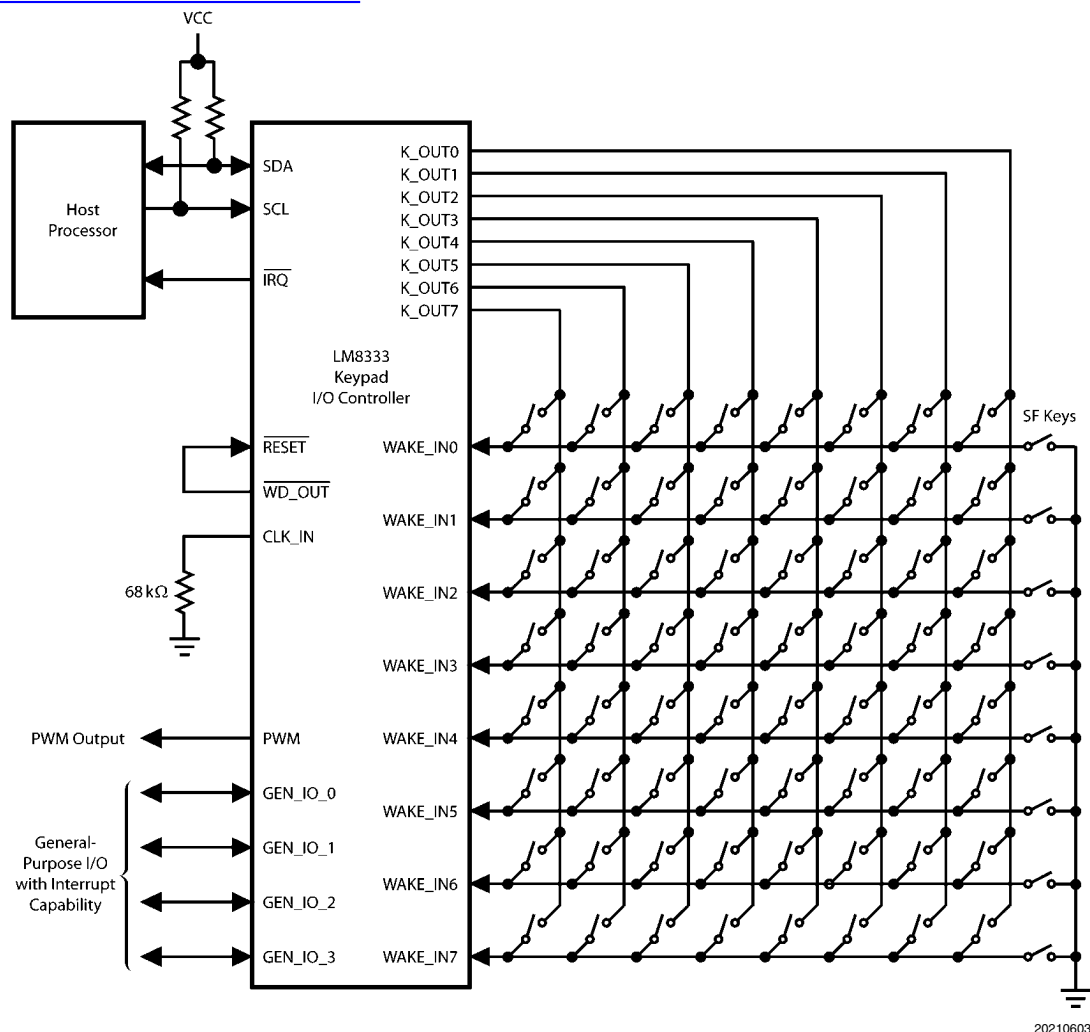 VCC
Host
Processor
SDA
SCL
IRQ
K_OUT0
K_OUT1
K_OUT2
K_OUT3
K_OUT4
K_OUT5
K_OUT6
K_OUT7
LM8333
Keypad
I/O Controller
SF Keys
RESET
WD_OUT
CLK_IN
68 kΩ
WAKE_IN0
WAKE_IN1
WAKE_IN2
WAKE_IN3
WAKE_IN4
WAKE_IN5
WAKE_IN6
WAKE_IN7
PWM Output
PWM
General-
Purpose I/O
with Interrupt
Capability
GEN_IO_0
GEN_IO_1
GEN_IO_2
GEN_IO_3
20210603